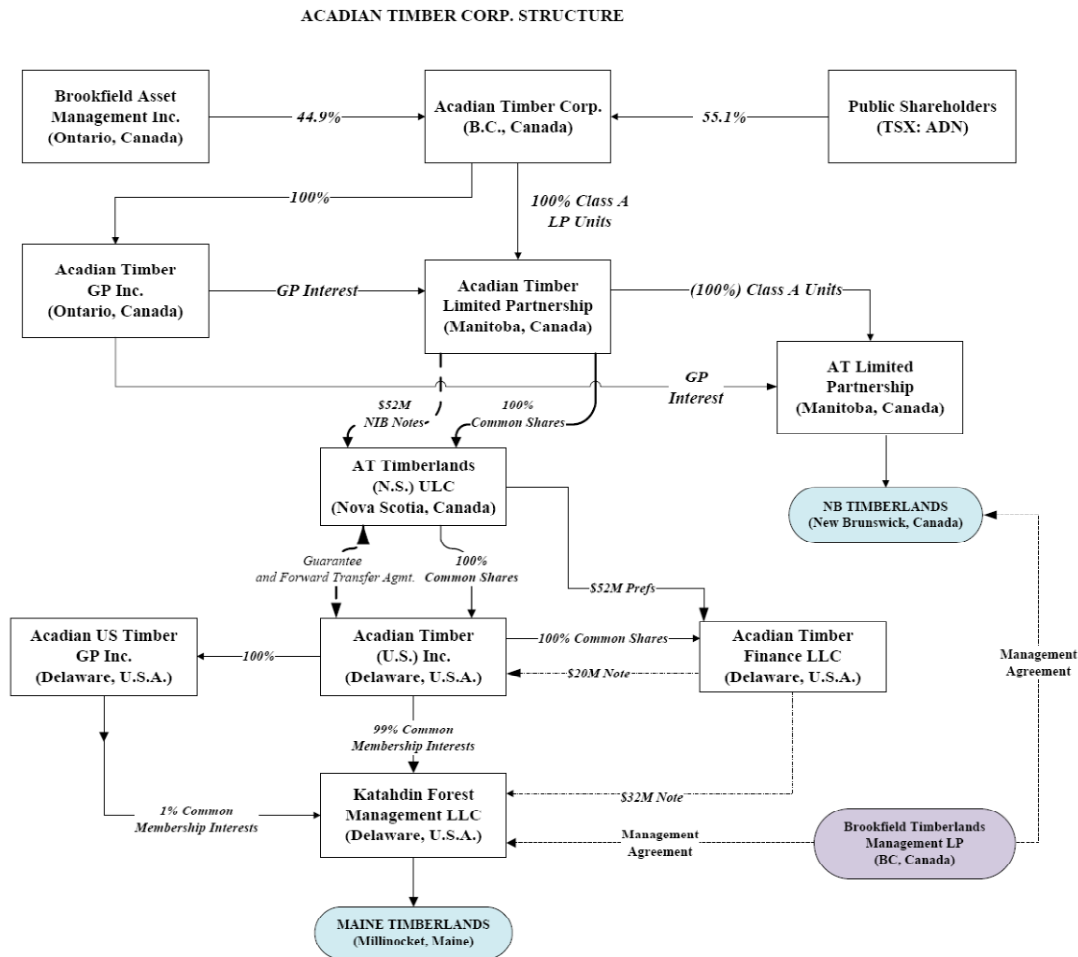 ACADIAN TIMBER CORP. STRUCTURE
Brookfield Asset
Management Inc.
(Ontario, Canada)
44.9%
Acadian Timber Corp.
(B.C., Canada)
55.1%
Public Shareholders
(TSX: ADN)
100%
100% Class A
LP Units
Acadian Timber
GP Inc.
(Ontario, Canada)
GP Interest
Acadian Timber
Limited Partnership
(Manitoba, Canada)
(100%) Class A Units
AT Limited
Partnership
(Manitoba, Canada)
GP
Interest
$52M
NIB Notes
100%
Common Shares
AT Timberlands
(N.S.) ULC
(Nova Scotia, Canada)
NB TIMBERLANDS
(New Brunswick, Canada)
Guarantee
and Forward Transfer Agmt.
100%
Common Shares
$52M Prefs
Acadian US Timber
GP Inc.
(Delaware, U.S.A.)
100%
Acadian Timber
(U.S.) Inc.
(Delaware, U.S.A.)
100% Common Shares
$20M Note
Acadian Timber
Finance LLC
(Delaware, U.S.A.)
Management
Agreement
99% Common
Membership Interests
1% Common
Membership Interests
Katahdin Forest
Management LLC
(Delaware, U.S.A.)
$32M Note
Management
Agreement
Brookfield Timberlands
Management LP
(BC, Canada)
MAINE TIMBERLANDS
(Millinocket, Maine)